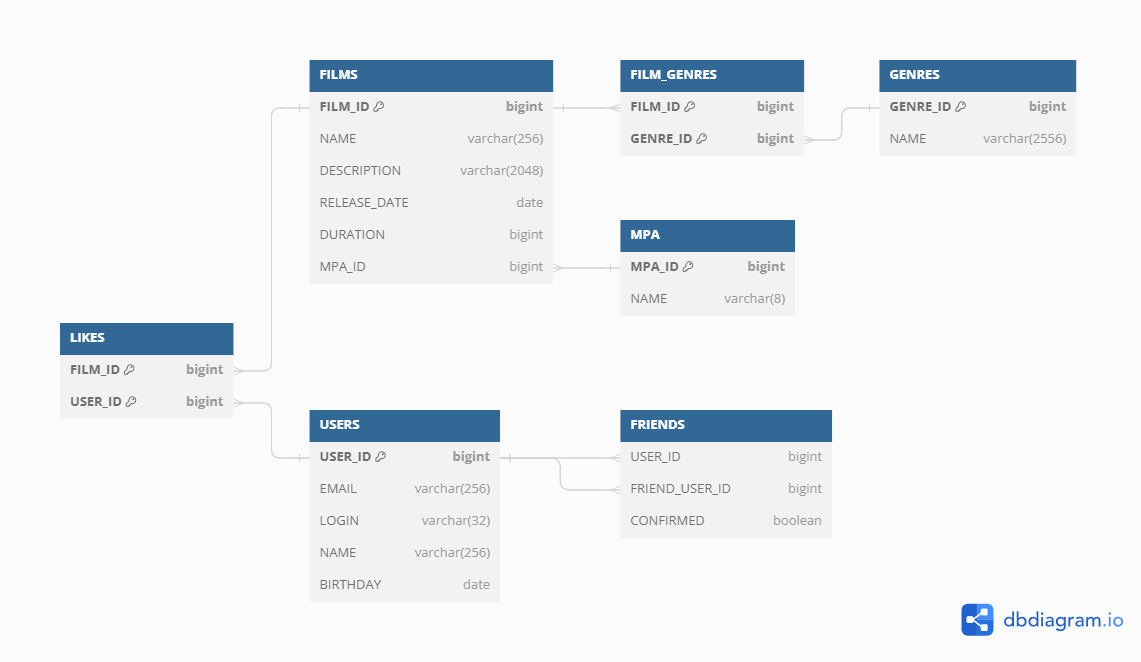 FILMS
FILM_ID bigint
NAME varchar(256)
DESCRIPTION varchar(2048)
RELEASE_DATE date
DURATION bigint
MPA_ID bigint
FILM_GENRES
FILM_ID bigint
GENRE_ID bigint
GENRES
GENRE_ID bigint
NAME varchar(2556)
MPA
MPA_ID bigint
NAME varchar(8)
LIKES
FILM_ID bigint
USER_ID bigint
USERS
USER_ID bigint
EMAIL varchar(256)
LOGIN varchar(32)
NAME varchar(256)
BIRTHDAY date
FRIENDS
USER_ID bigint
FRIEND_USER_ID bigint
CONFIRMED boolean
dbdiagram.io